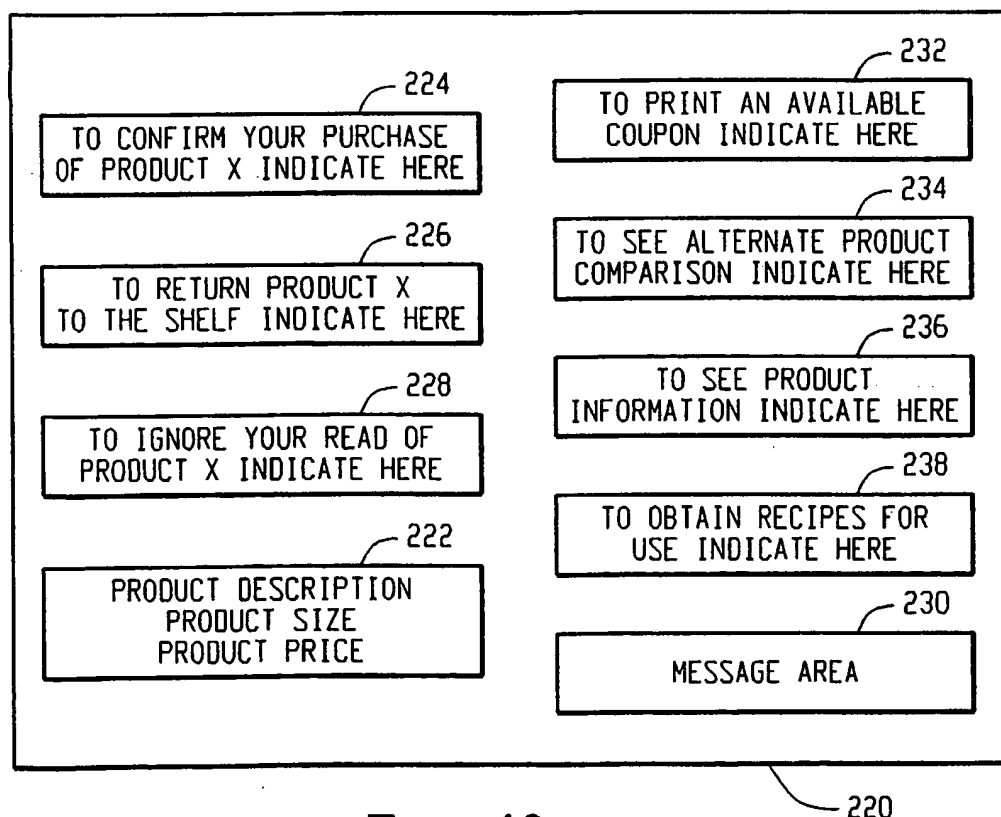 224
TO CONFIRM YOUR PURCHASE
OF PRODUCT X INDICATE HERE
226
TO RETURN PRODUCT X
TO THE SHELF INDICATE HERE
228
TO IGNORE YOUR READ OF
PRODUCT X INDICATE HERE
222
PRODUCT DESCRIPTION
PRODUCT SIZE
PRODUCT PRICE
232
TO PRINT AN AVAILABLE
COUPON INDICATE HERE
234
TO SEE ALTERNATE PRODUCT
COMPARISON INDICATE HERE
236
TO SEE PRODUCT
INFORMATION INDICATE HERE
238
TO OBTAIN RECIPES FOR
USE INDICATE HERE
230
MESSAGE AREA
220